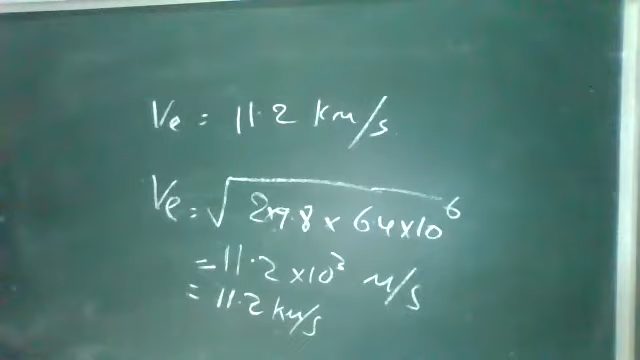 Ve = 11.2 km/s
Ve = √2×9.8 × 64×10⁶
= 11.2 ×10³ m/s
= 11.2 km/s